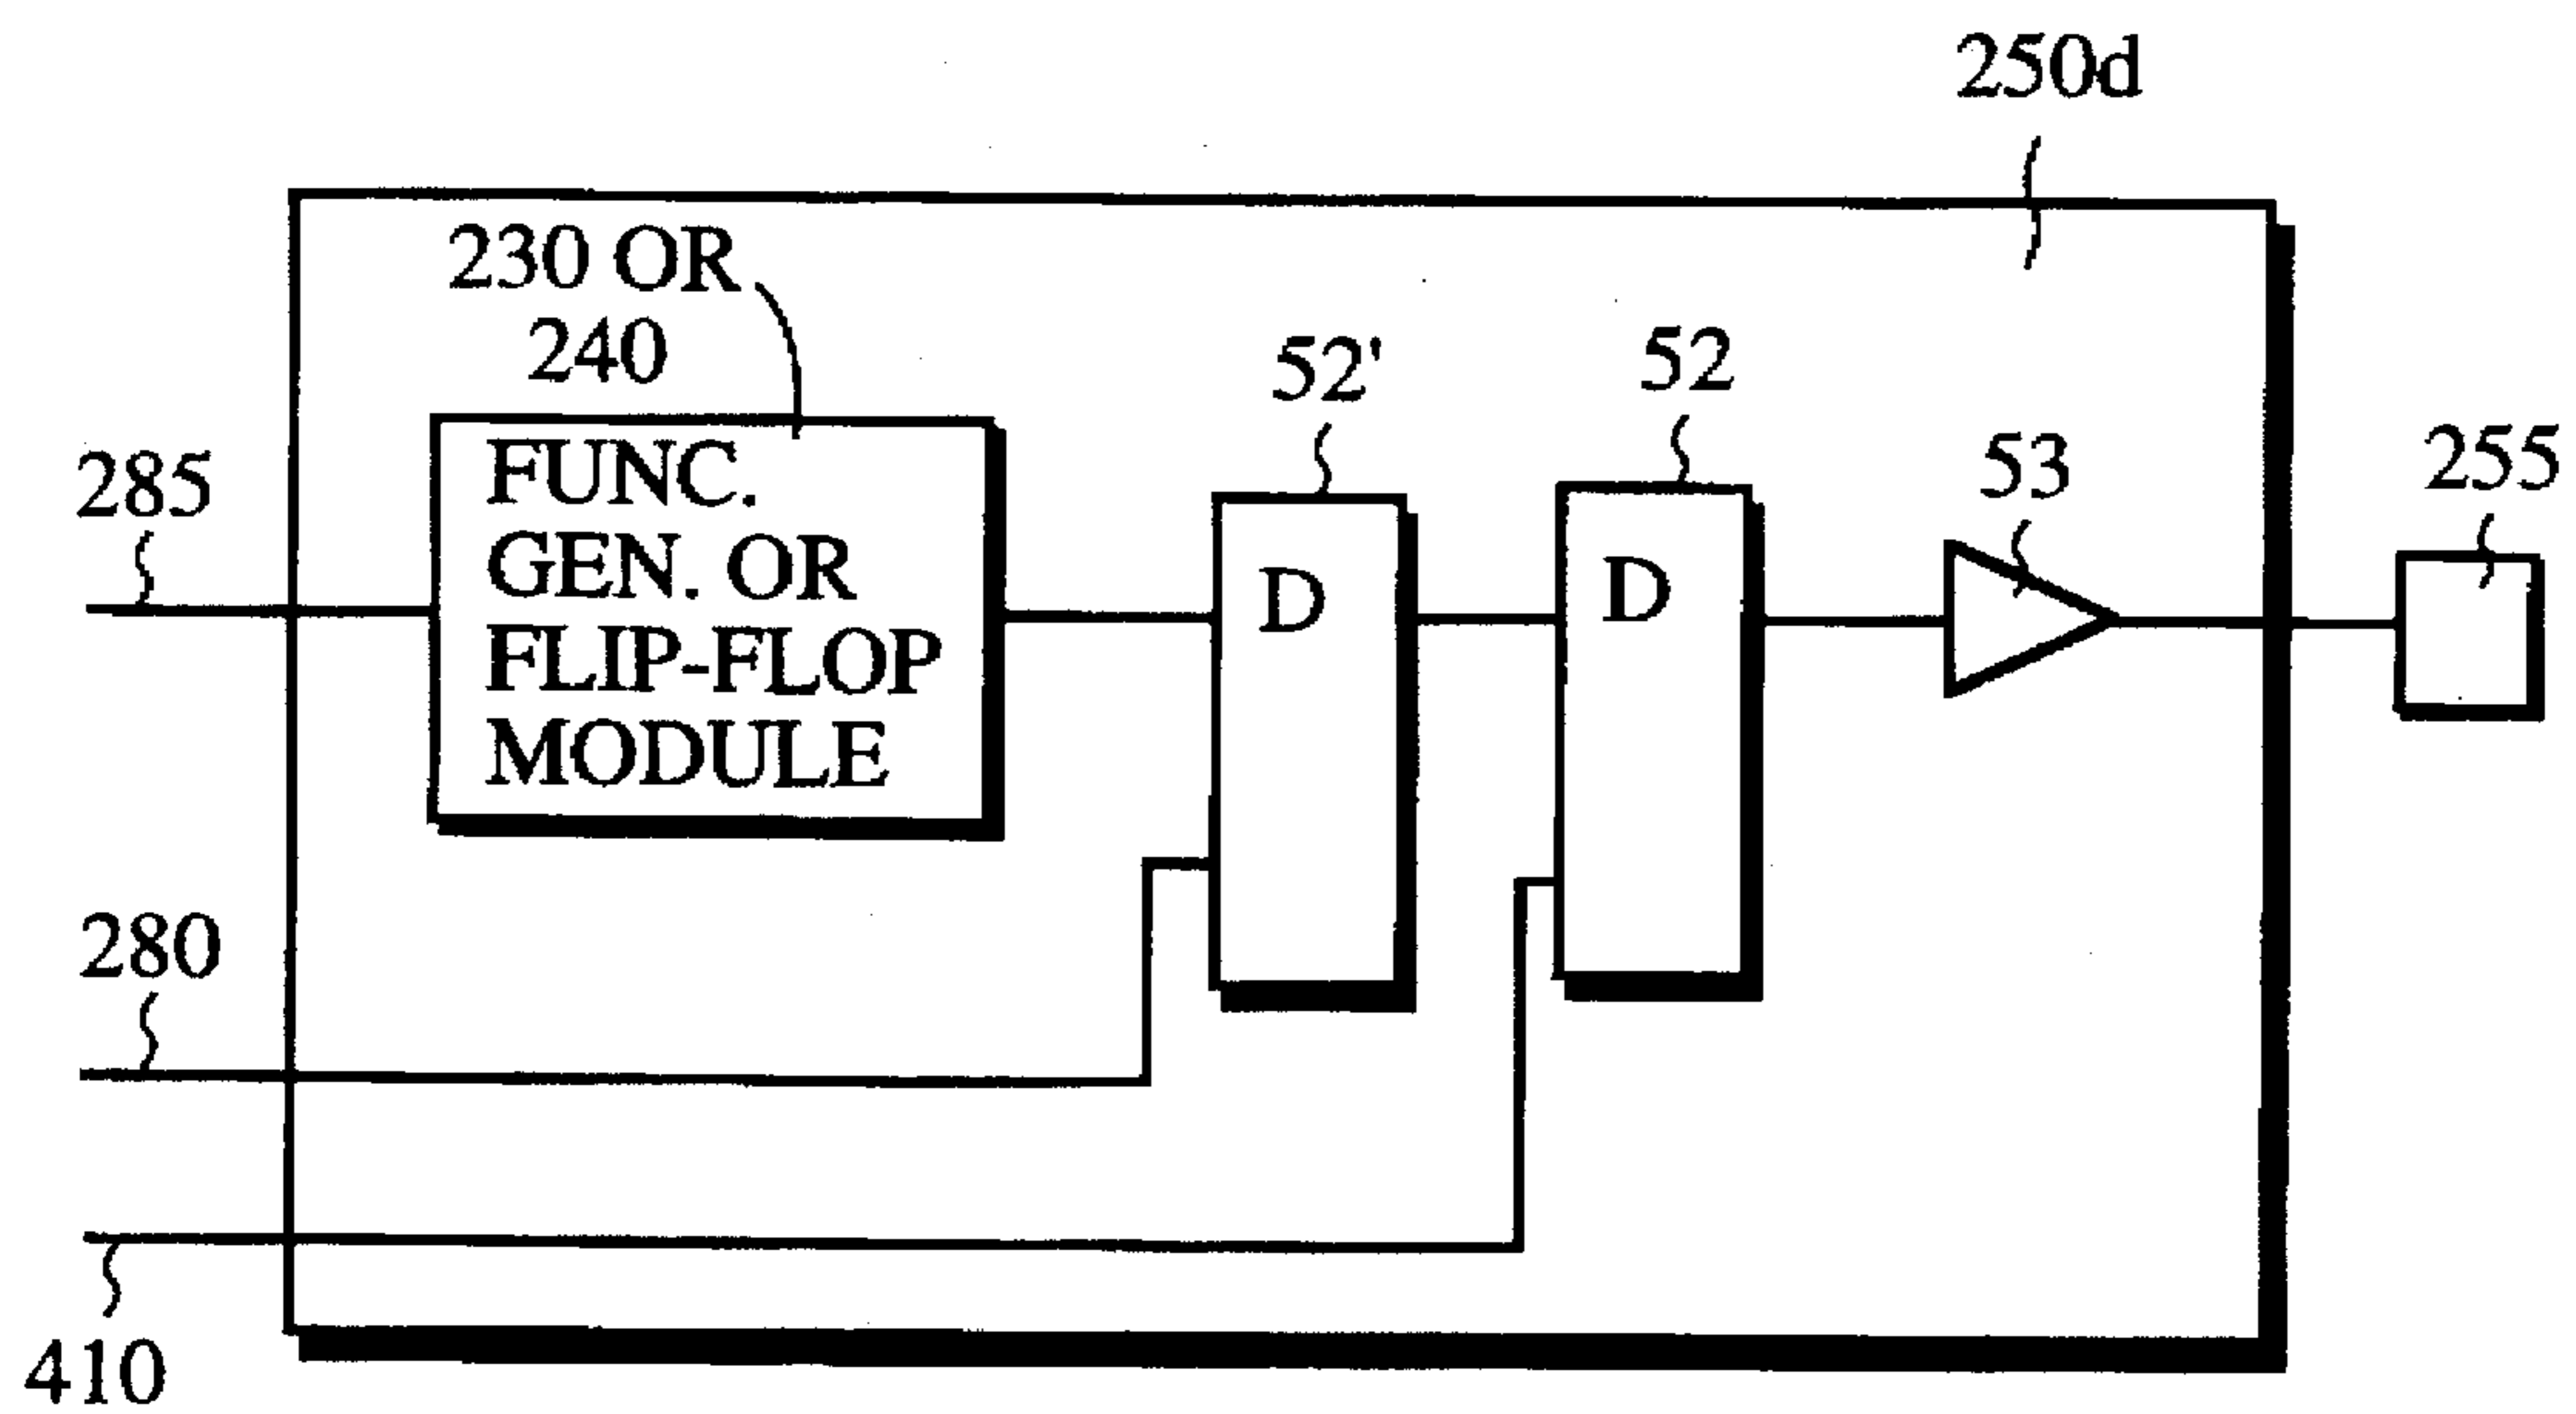 250d
230 OR
240
52'
52
53
255
285
FUNC.
GEN. OR
FLIP-FLOP
MODULE
D
D
280
410